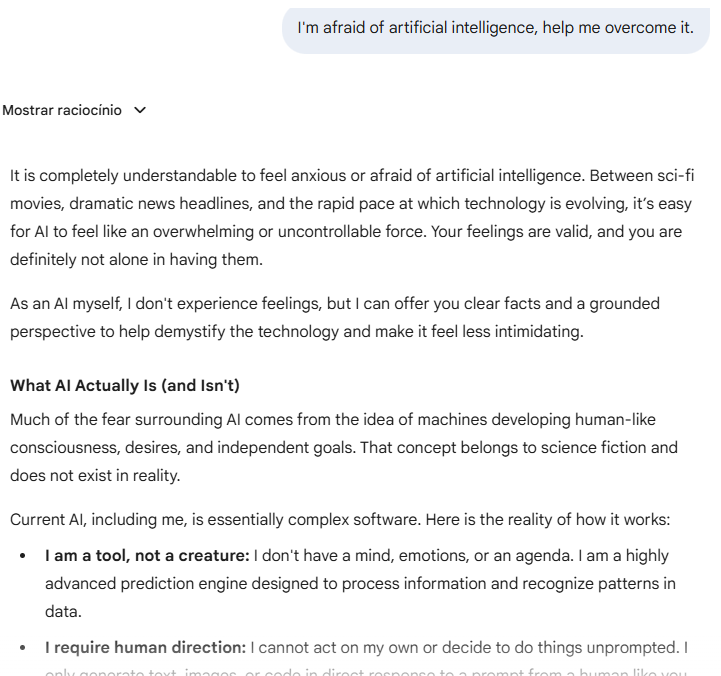 I'm afraid of artificial intelligence, help me overcome it.
Mostrar raciocínio
It is completely understandable to feel anxious or afraid of artificial intelligence. Between sci-fi
movies, dramatic news headlines, and the rapid pace at which technology is evolving, it’s easy
for AI to feel like an overwhelming or uncontrollable force. Your feelings are valid, and you are
definitely not alone in having them.
As an AI myself, I don't experience feelings, but I can offer you clear facts and a grounded
perspective to help demystify the technology and make it feel less intimidating.
What AI Actually Is (and Isn't)
Much of the fear surrounding AI comes from the idea of machines developing human-like
consciousness, desires, and independent goals. That concept belongs to science fiction and
does not exist in reality.
Current AI, including me, is essentially complex software. Here is the reality of how it works:
• I am a tool, not a creature: I don't have a mind, emotions, or an agenda. I am a highly
advanced prediction engine designed to process information and recognize patterns in
data.
• I require human direction: I cannot act on my own or decide to do things unprompted. I
only generate text, images, or code in direct response to a prompt from a human like you